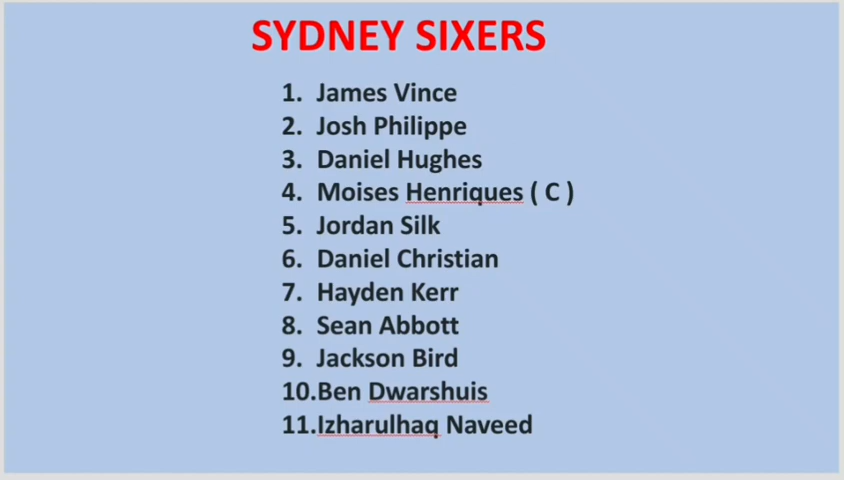 SYDNEY SIXERS
1. James Vince
2. Josh Philippe
3. Daniel Hughes
4. Moises Henriques ( C )
5. Jordan Silk
6. Daniel Christian
7. Hayden Kerr
8. Sean Abbott
9. Jackson Bird
10.Ben Dwarshuis
11.Izharulhaq Naveed